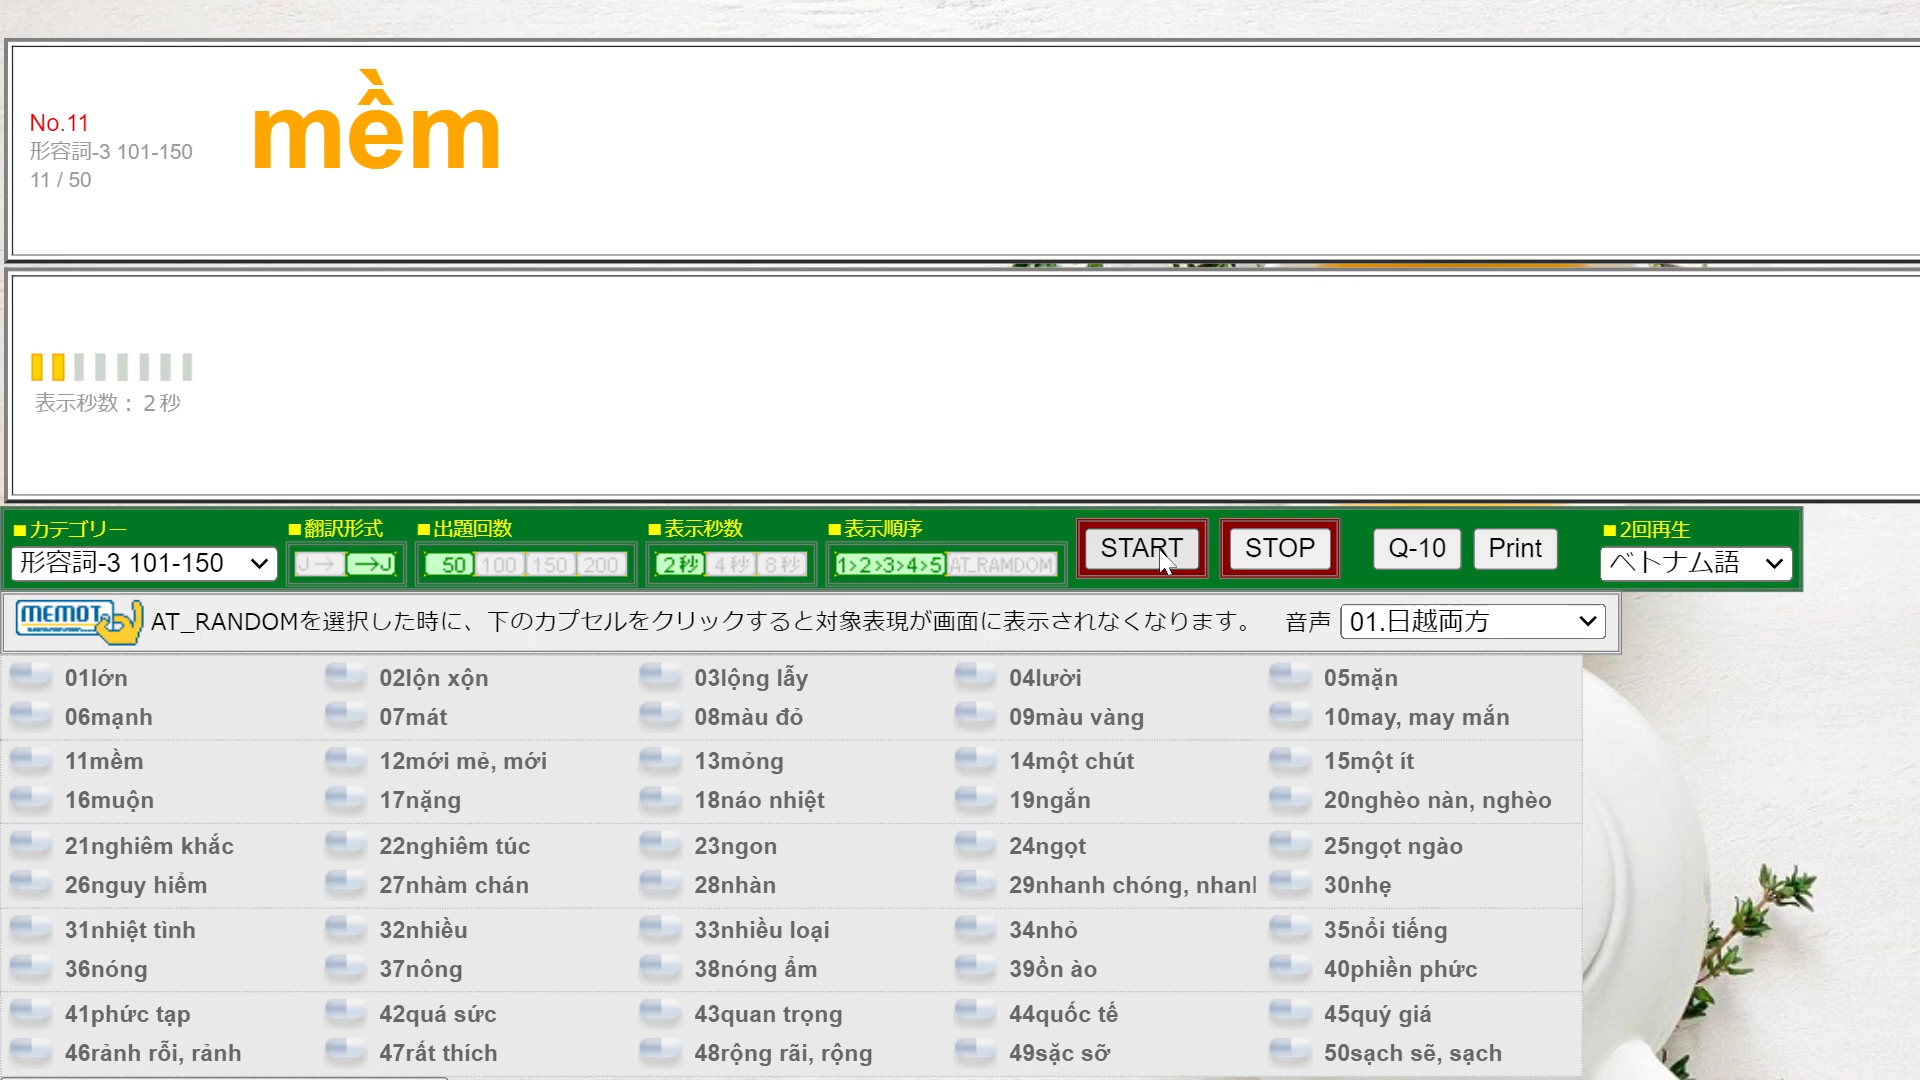 mềm
No.11
形容詞-3 101-150
11 / 50
表示秒数：２秒
■カテゴリー ■翻訳形式 ■出題回数 ■表示秒数 ■表示順序 ■2回再生
形容詞-3 101-150 J→ →J 50 100 150 200 2秒 4秒 8秒 1>2>3>4>5 AT_RAMDOM START STOP Q-10 Print ベトナム語
MEMOT AT_RANDOMを選択した時に、下のカプセルをクリックすると対象表現が画面に表示されなくなります。 音声 01.日越両方
01lớn 02lộn xộn 03lộng lẫy 04lười 05mặn
06mạnh 07mát 08màu đỏ 09màu vàng 10may, may mắn
11mềm 12mới mẻ, mới 13mỏng 14một chút 15một ít
16muộn 17nặng 18náo nhiệt 19ngắn 20nghèo nàn, nghèo
21nghiêm khắc 22nghiêm túc 23ngon 24ngọt 25ngọt ngào
26nguy hiểm 27nhàm chán 28nhàn 29nhanh chóng, 30nhẹ
31nhiệt tình 32nhiều 33nhiều loại 34nhỏ 35nổi tiếng
36nóng 37nông 38nóng ẩm 39ồn ào 40phiền phức
41phức tạp 42quá sức 43quan trọng 44quốc tế 45quý giá
46rảnh rỗi, rảnh 47rất thích 48rộng rãi, rộng 49sặc sỡ 50sạch sẽ, sạch